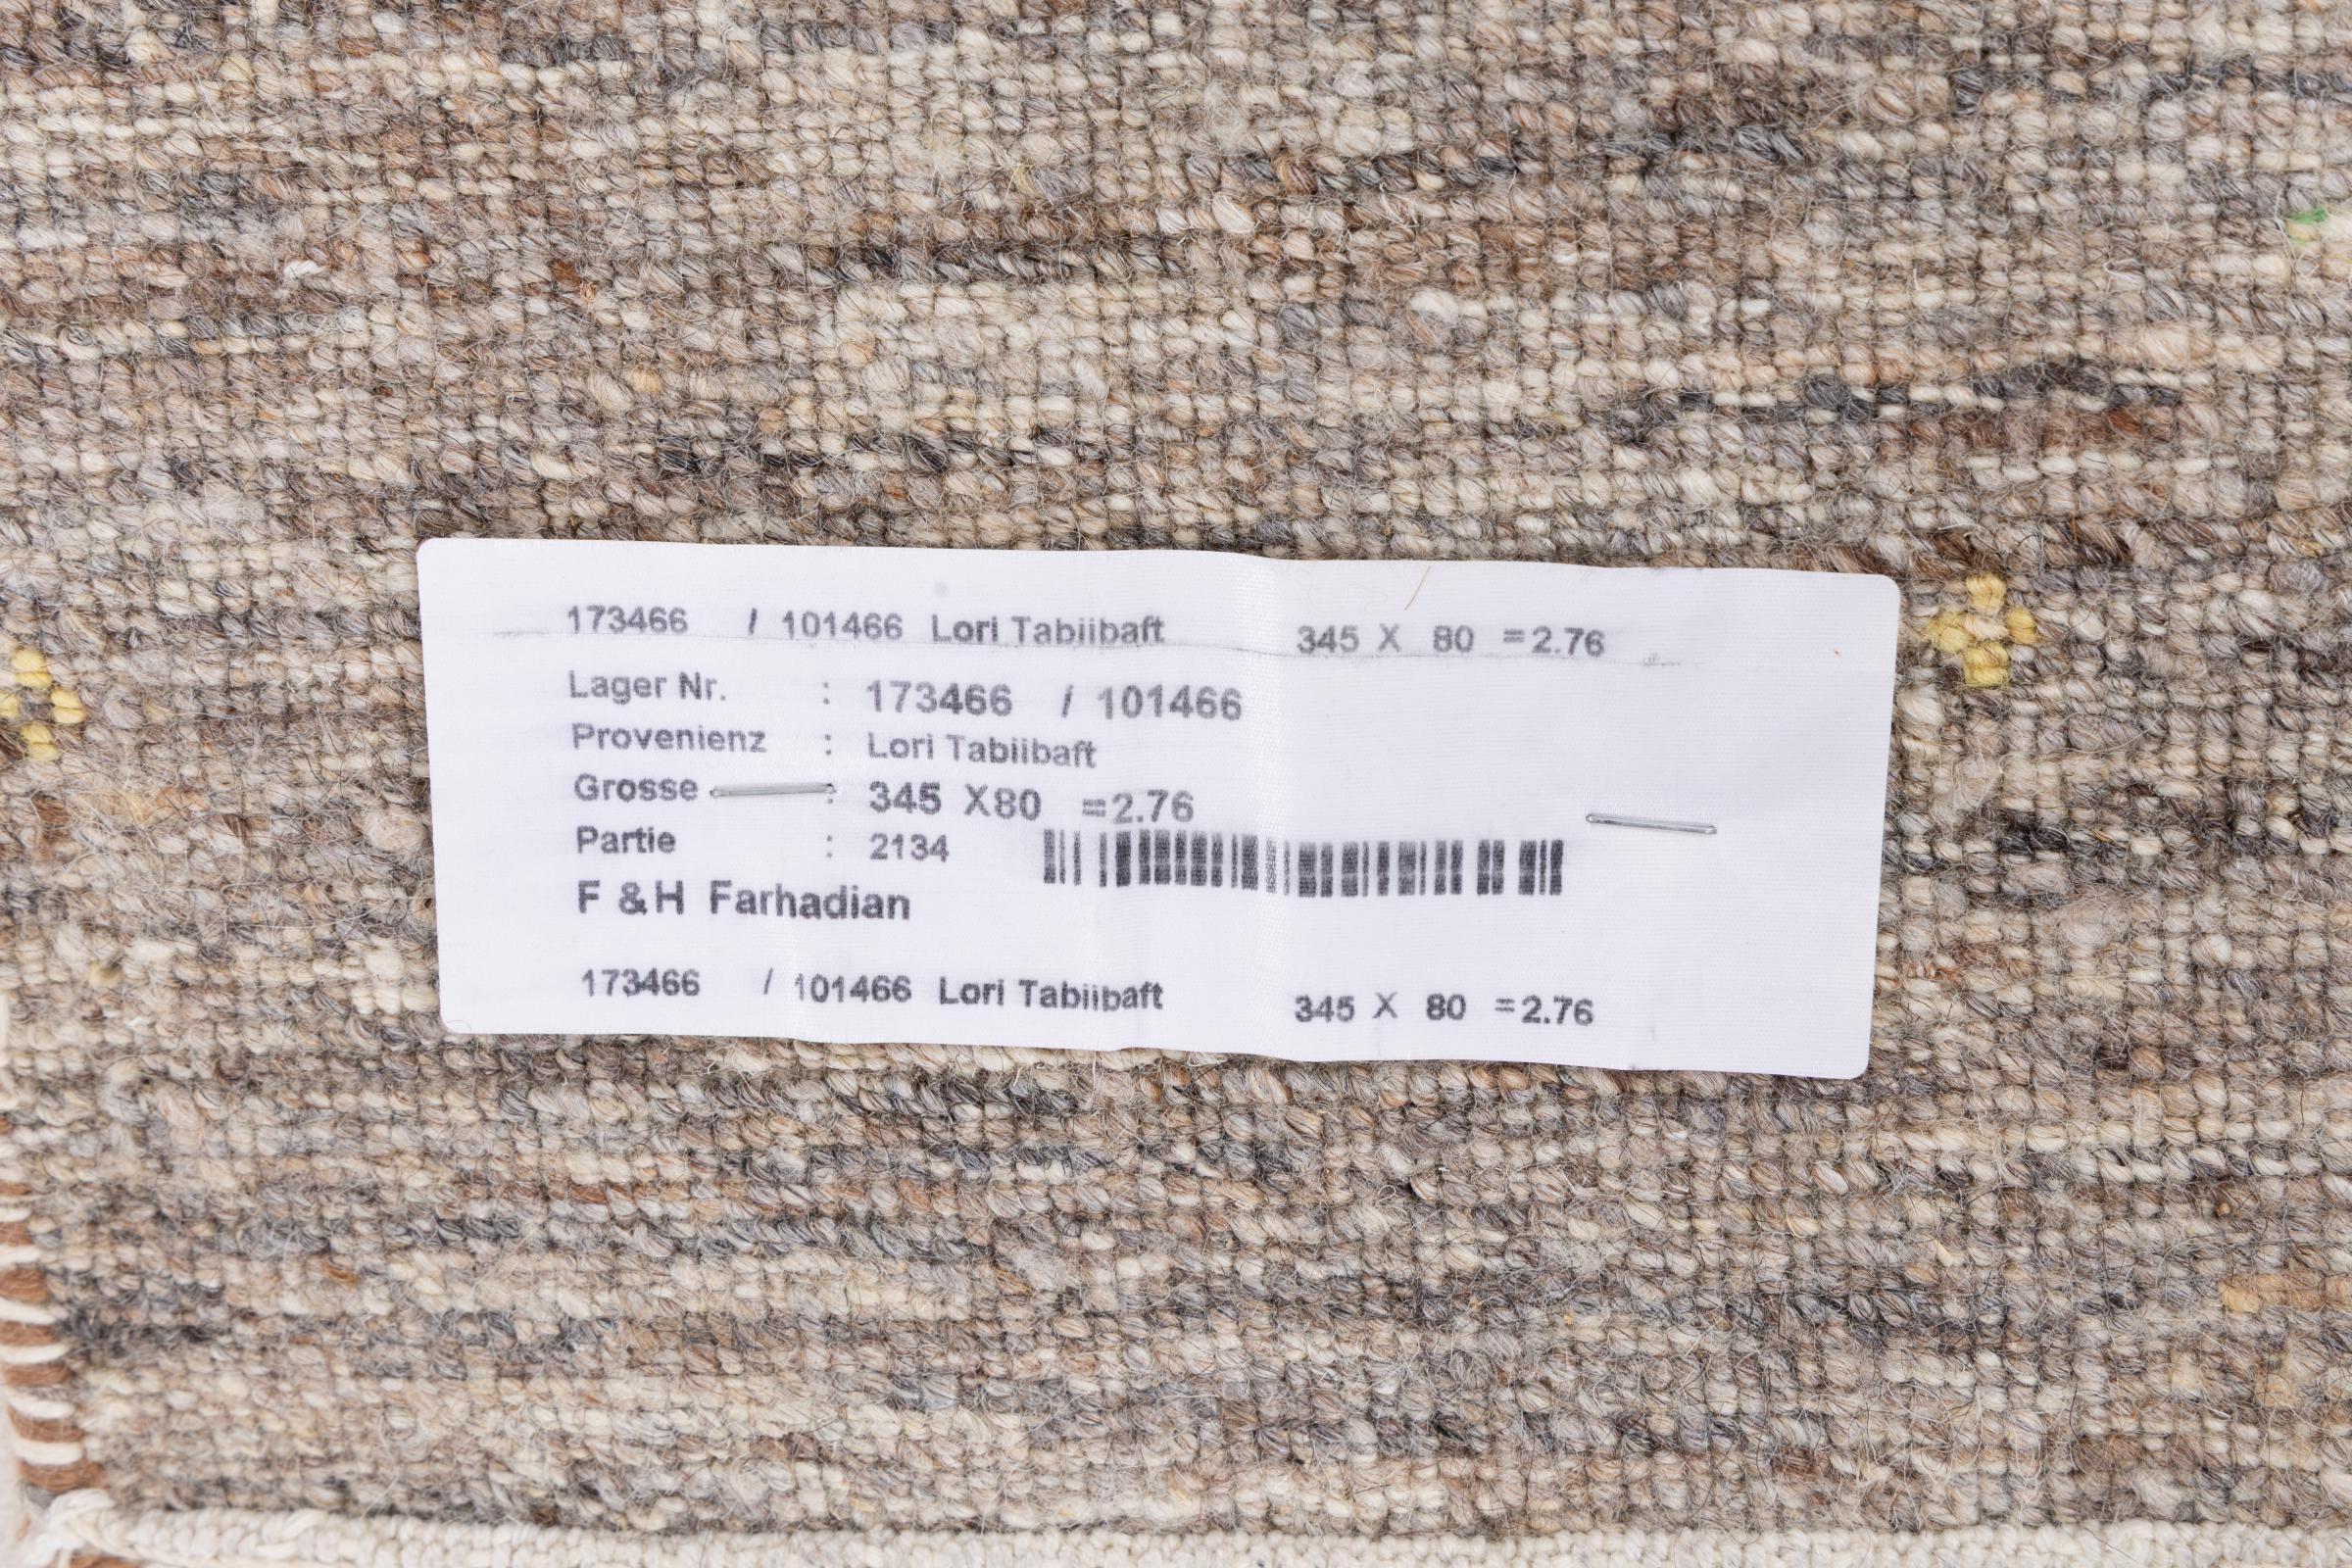 173466 / 101466 Lori Tabiibaft 345 X 80 =2.76
Lager Nr. : 173466 / 101466
Provenienz : Lori Tabiibaft
Grosse : 345 X80 =2.76
Partie : 2134
F & H Farhadian
173466 / 101466 Lori Tabiibaft 345 X 80 =2.76